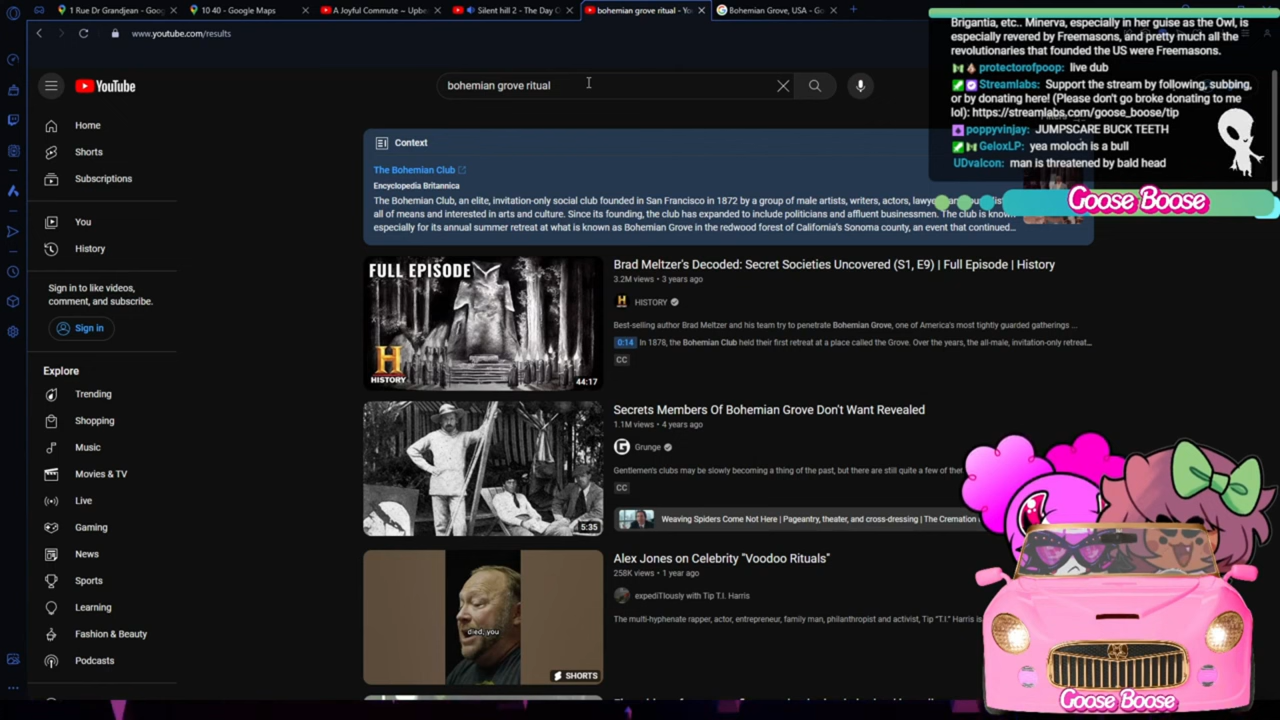 1 Rue Dr Grandjean - Goog
10 40 - Google Maps
A Joyful Commute – Upbe
Silent hill 2 - The Day O
bohemian grove ritual - Yo
Bohemian Grove, USA - Go
www.youtube.com/results
YouTube
bohemian grove ritual
Home
Shorts
Subscriptions
You
History
Sign in to like videos,
comment, and subscribe.
Sign in
Explore
Trending
Shopping
Music
Movies & TV
Live
Gaming
News
Sports
Learning
Fashion & Beauty
Podcasts
Context
The Bohemian Club
Encyclopedia Britannica
The Bohemian Club, an elite, invitation-only social club founded in San Francisco in 1872 by a group of male artists, writers, actors, lawye
all of means and interested in arts and culture. Since its founding, the club has expanded to include politicians and affluent businessmen. The club is know
especially for its annual summer retreat at what is known as Bohemian Grove in the redwood forest of California's Sonoma county, an event that continued...
FULL EPISODE
H
HISTORY
44:17
Brad Meltzer's Decoded: Secret Societies Uncovered (S1, E9) | Full Episode | History
3.2M views • 3 years ago
HISTORY
Best-selling author Brad Meltzer and his team try to penetrate Bohemian Grove, one of America's most tightly guarded gatherings ...
0:14 In 1878, the Bohemian Club held their first retreat at a place called the Grove. Over the years, the all-male, invitation-only retreat...
CC
5:35
Secrets Members Of Bohemian Grove Don't Want Revealed
1.1M views • 4 years ago
Grunge
Gentlemen's clubs may be slowly becoming a thing of the past, but there are still quite a few of thei
CC
Weaving Spiders Come Not Here | Pageantry, theater, and cross-dressing | The Cremation
died, you
SHORTS
Alex Jones on Celebrity "Voodoo Rituals"
258K views • 1 year ago
expediTIously with Tip T.I. Harris
The multi-hyphenate rapper, actor, entrepreneur, family man, philanthropist and activist, Tip "T.I." Harris is
Brigantia, etc.. Minerva, especially in her guise as the Owl, is
especially revered by Freemasons, and pretty much all the
revolutionaries that founded the US were Freemasons.
protectorofpoop: live dub
Streamlabs: Support the stream by following, subbing,
or by donating here! (Please don't go broke donating to me
lol): https://streamlabs.com/goose_boose/tip
poppyvinjay: JUMPSCARE BUCK TEETH
GeloxLP: yea moloch is a bull
UDvalcon: man is threatened by bald head
Goose Boose
Goose Boose